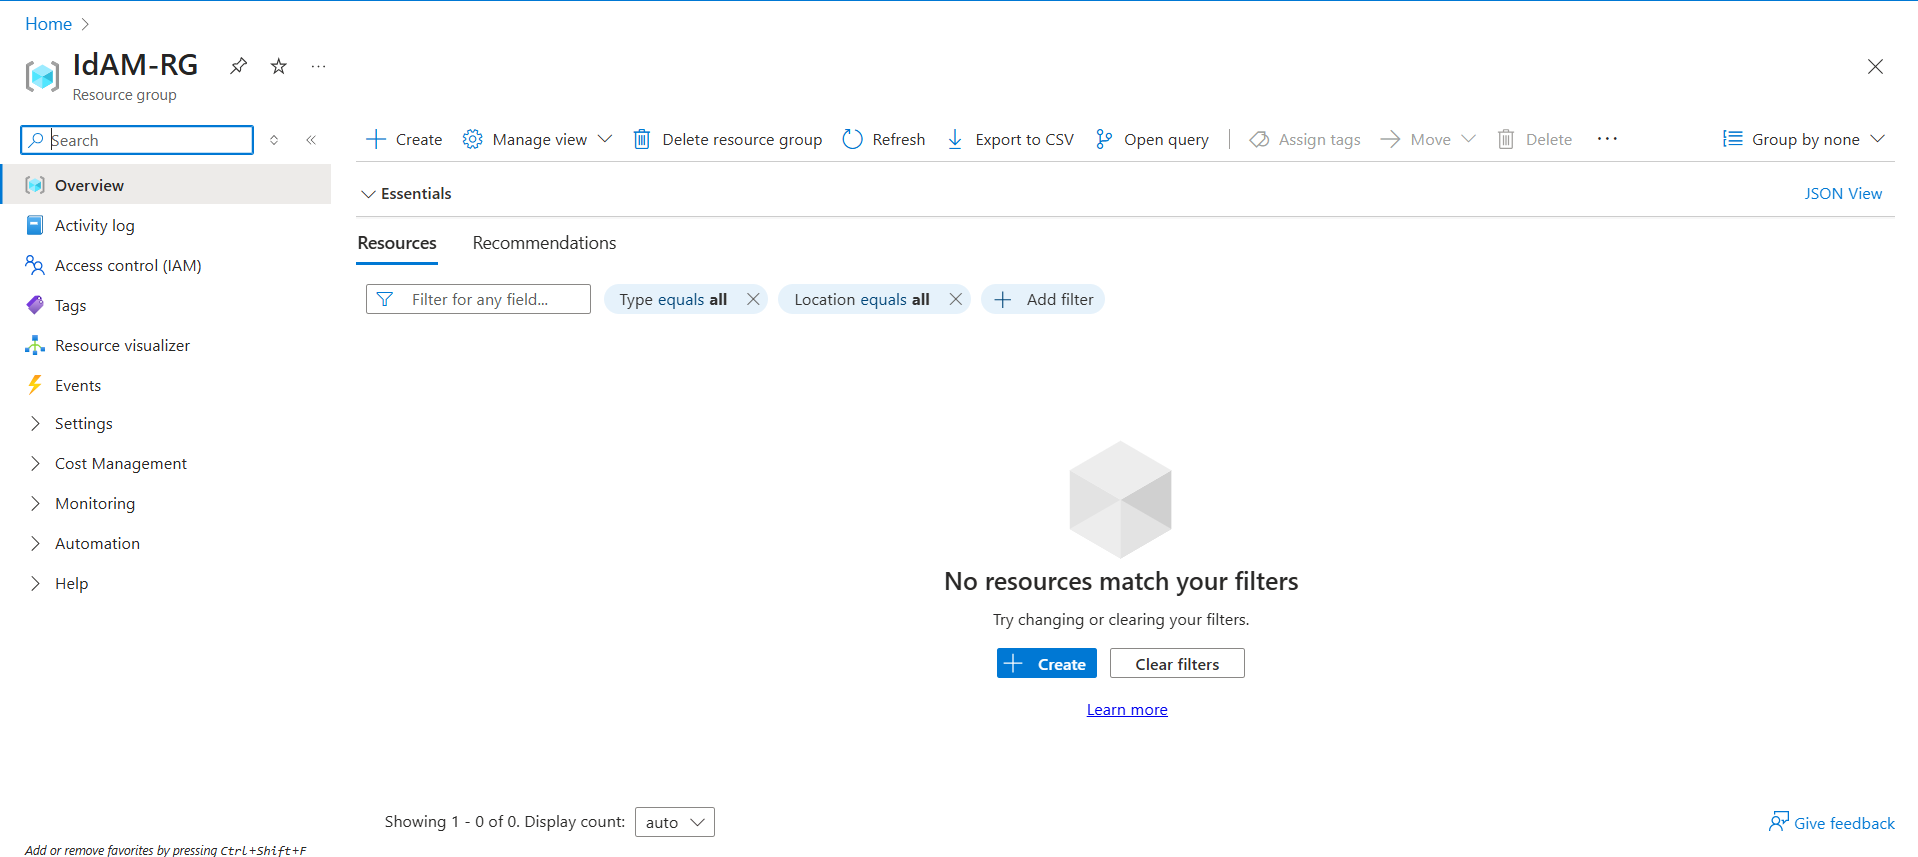 Home
IdAM-RG
Resource group
Search
Create
Manage view
Delete resource group
Refresh
Export to CSV
Open query
Assign tags
Move
Delete
Group by none
Overview
Activity log
Access control (IAM)
Tags
Resource visualizer
Events
Settings
Cost Management
Monitoring
Automation
Help
Essentials
JSON View
Resources
Recommendations
Filter for any field...
Type equals all
Location equals all
Add filter
No resources match your filters
Try changing or clearing your filters.
Create
Clear filters
Learn more
Showing 1 - 0 of 0. Display count:
auto
Give feedback
Add or remove favorites by pressing Ctrl+Shift+F